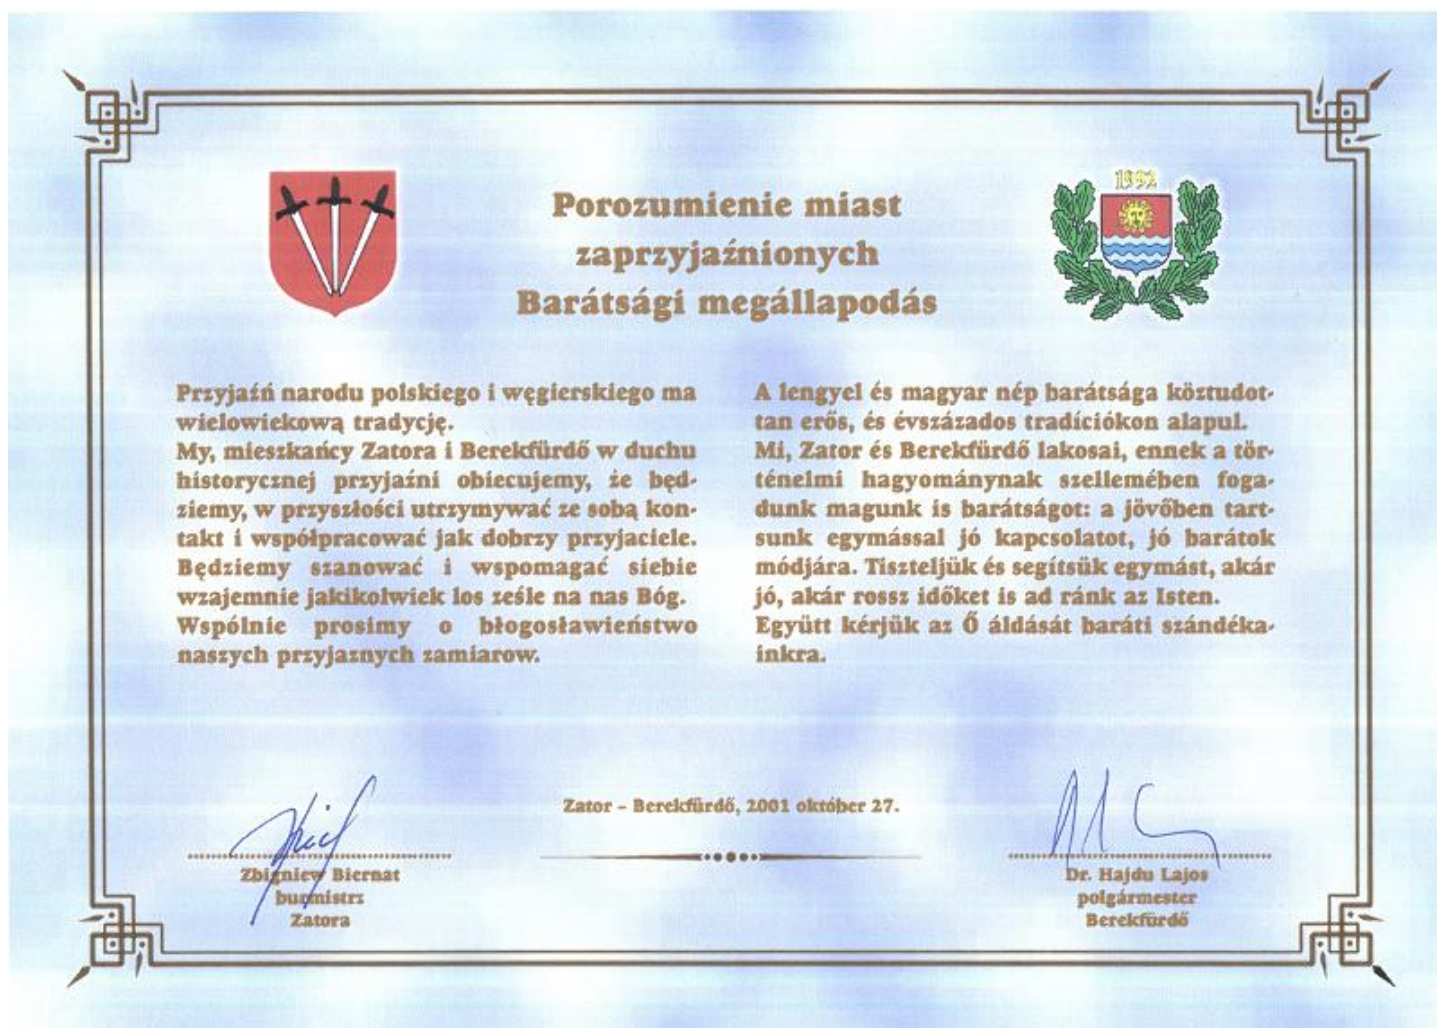 1992
Porozumienie miast
zaprzyjaźnionych
Barátsági megállapodás
Przyjaźń narodu polskiego i węgierskiego ma
wielowiekową tradycję.
My, mieszkańcy Zatora i Berekfürdő w duchu
historycznej przyjaźni obiecujemy, że będ-
ziemy, w przyszłości utrzymywać ze sobą kon-
takt i współpracować jak dobrzy przyjaciele.
Będziemy szanować i wspomagać siebie
wzajemnie jakikolwiek los ześle na nas Bóg.
Wspólnie prosimy o błogosławieństwo
naszych przyjaznych zamiarow.
A lengyel és magyar nép barátsága köztudot-
tan erős, és évszázados tradíciókon alapul.
Mi, Zator és Berekfürdő lakosai, ennek a tör-
ténelmi hagyománynak szellemében foga-
dunk magunk is barátságot: a jövőben tart-
sunk egymással jó kapcsolatot, jó barátok
módjára. Tiszteljük és segítsük egymást, akár
jó, akár rossz időket is ad ránk az Isten.
Együtt kérjük az Ő áldását baráti szándéka-
inkra.
Zator – Berekfürdő, 2001 október 27.
Zbigniew Biernat
burmistrz
Zatora
Dr. Hajdu Lajos
polgármester
Berekfürdő